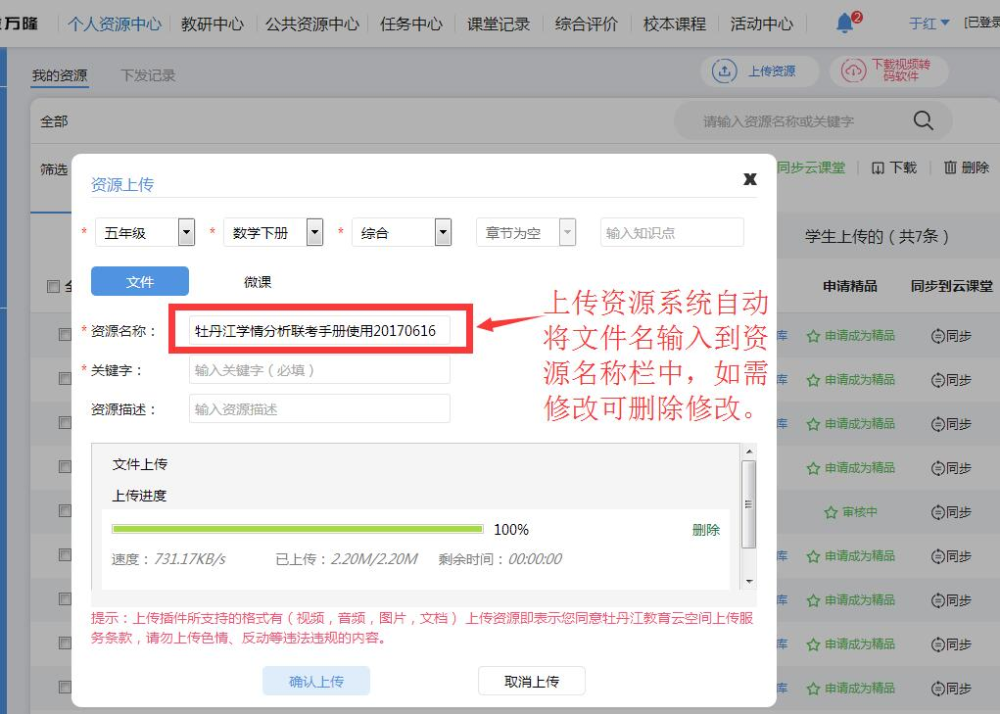 万隆 个人资源中心 教研中心 公共资源中心 任务中心 课堂记录 综合评价 校本课程 活动中心 2 于红 [已登录
我的资源 下发记录 上传资源 下载视频转
码软件
全部 请输入资源名称或关键字
筛选 同步云课堂 下载 删除
资源上传 X
* 五年级 * 数学下册 * 综合 章节为空 输入知识点
学生上传的（共7条）
文件 微课
申请精品 同步到云课堂
* 资源名称： 牡丹江学情分析联考手册使用20170616
* 关键字： 输入关键字（必填）
资源描述： 输入资源描述
上传资源系统自动
将文件名输入到资
源名称栏中，如需
修改可删除修改。
库 申请成为精品 同步
库 申请成为精品 同步
库 申请成为精品 同步
申请成为精品 同步
审核中 同步
库 申请成为精品 同步
库 申请成为精品 同步
库 申请成为精品 同步
库 申请成为精品 同步
文件上传
上传进度
100% 删除
速度：731.17KB/s 已上传：2.20M/2.20M 剩余时间：00:00:00
提示：上传插件所支持的格式有（视频，音频，图片，文档） 上传资源即表示您同意牡丹江教育云空间上传服
务条款，请勿上传色情、反动等违法违规的内容。
确认上传 取消上传